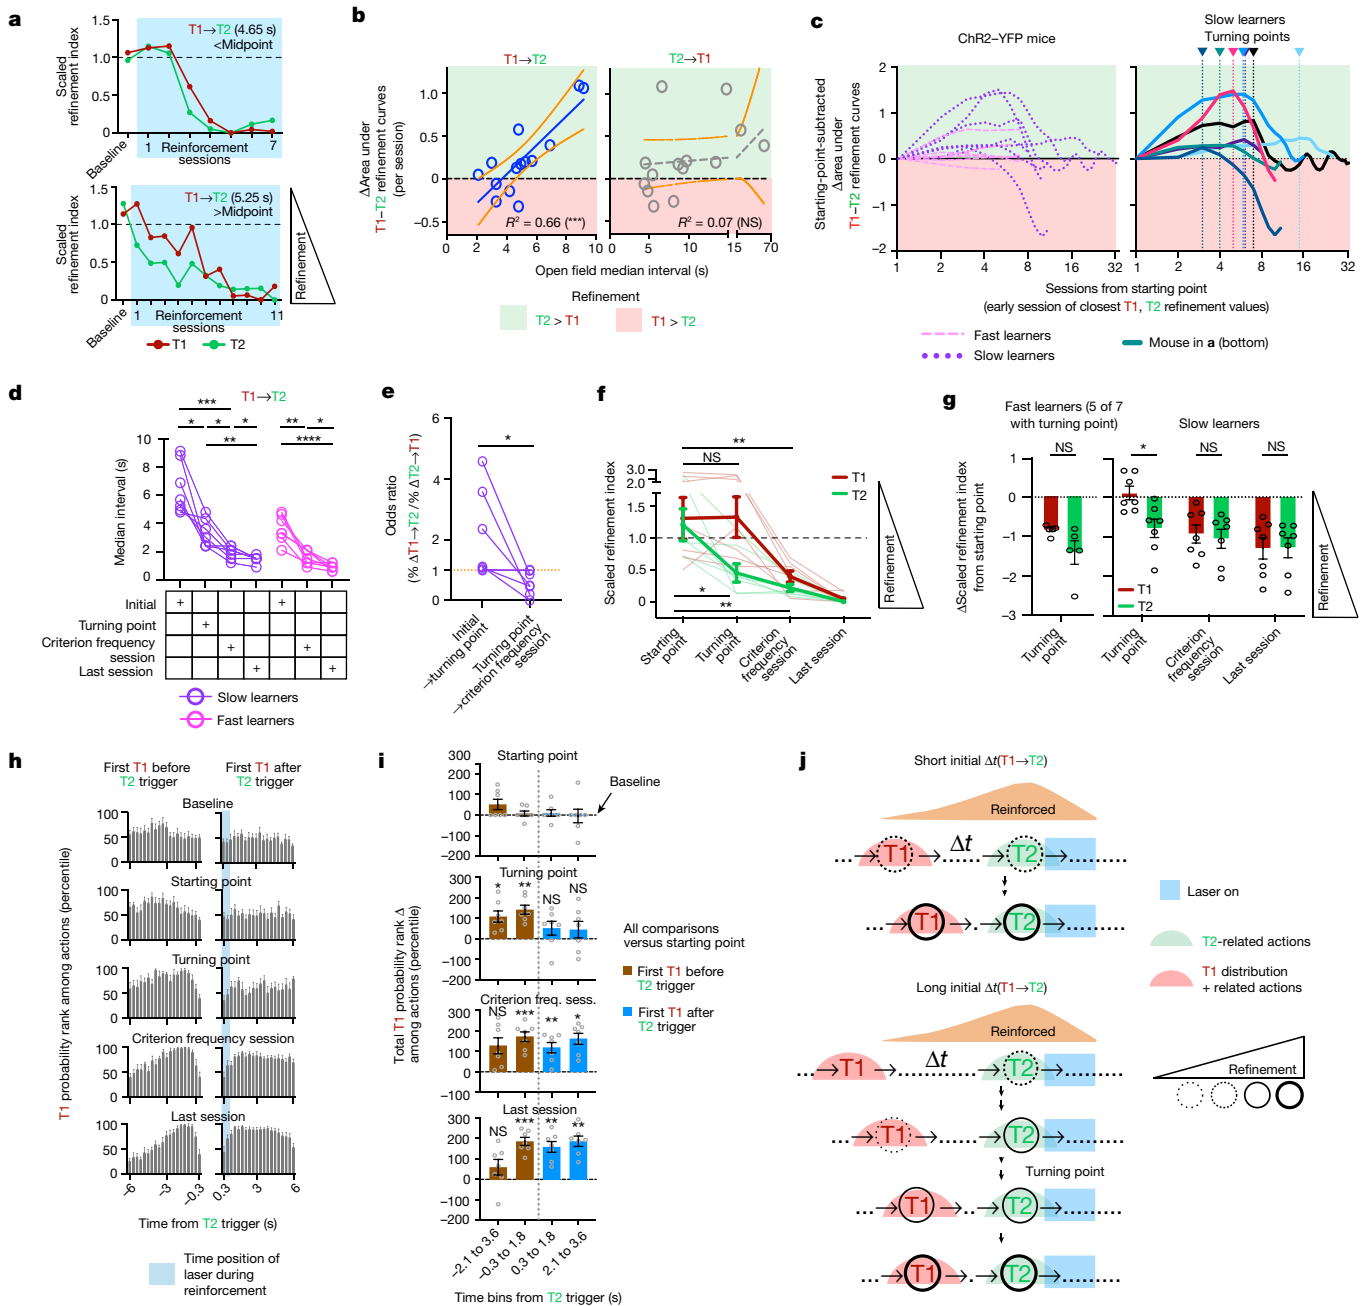 a
1.5
1.0
0.5
0
Scaled
refinement index
T1→T2 (4.65 s)
<Midpoint
Baseline
1
Reinforcement
sessions
7
1.5
1.0
0.5
0
Scaled
refinement index
T1→T2 (5.25 s)
>Midpoint
Baseline
1
Reinforcement
sessions
11
Refinement
T1
T2
b
T1→T2
T2→T1
ΔArea under
T1–T2 refinement curves
(per session)
1.0
0.5
0
−0.5
R² = 0.66 (***)
R² = 0.07 (NS)
0 2 4 6 8 10
0 5 10 15 70
Open field median interval (s)
Refinement
T2 > T1
T1 > T2
c
ChR2–YFP mice
Slow learners
Turning points
Starting-point-subtracted
Δarea under
T1–T2 refinement curves
2
1
0
−1
−2
1 2 4 8 16 32
1 2 4 8 16 32
Sessions from starting point
(early session of closest T1, T2 refinement values)
Fast learners
Slow learners
Mouse in a (bottom)
d
T1→T2
***
* * *
**
** *
****
Median interval (s)
10
8
6
4
2
0
Initial + +
Turning point +
Criterion frequency
session + +
Last session + +
Slow learners
Fast learners
e
Odds ratio
(% ΔT1→T2 /% ΔT2→T1)
6
4
2
1
0
*
Initial
→turning point
Turning point
→criterion frequency
session
f
Scaled refinement index
3.0
2.0
1.5
1.0
0.5
0
**
NS
*
**
T1
T2
Starting
point
Turning
point
Criterion
frequency
session
Last session
Refinement
g
Fast learners (5 of 7
with turning point)
Slow learners
NS
*
NS
NS
ΔScaled refinement index
from starting point
1
0
−1
−2
−3
T1
T2
Turning
point
Turning
point
Criterion
frequency
session
Last session
Refinement
h
First T1 before
T2 trigger
First T1 after
T2 trigger
T1 probability rank among actions (percentile)
Baseline
100
50
0
Starting point
100
50
0
Turning point
100
50
0
Criterion frequency session
100
50
0
Last session
100
50
0
−6 −3 −0.3
0.3 3 6
Time from T2 trigger (s)
Time position of
laser during
reinforcement
i
Total T1 probability rank Δ
among actions (percentile)
Starting point
300
200
100
0
−100
−200
Baseline
Turning point
300
200
100
0
−100
−200
* ** NS NS
Criterion freq. sess.
300
200
100
0
−100
NS *** ** *
Last session
300
200
100
0
−100
−200
NS *** ** **
−2.1 to 3.6
−0.3 to 1.8
0.3 to 1.8
2.1 to 3.6
Time bins from T2 trigger (s)
All comparisons
versus starting point
First T1 before
T2 trigger
First T1 after
T2 trigger
j
Short initial Δt(T1→T2)
Reinforced
T1 Δt T2
T1 T2
Laser on
T2-related actions
T1 distribution
+ related actions
Long initial Δt(T1→T2)
Reinforced
T1 Δt T2
T1 T2
Turning point
T1 T2
T1 T2
Refinement